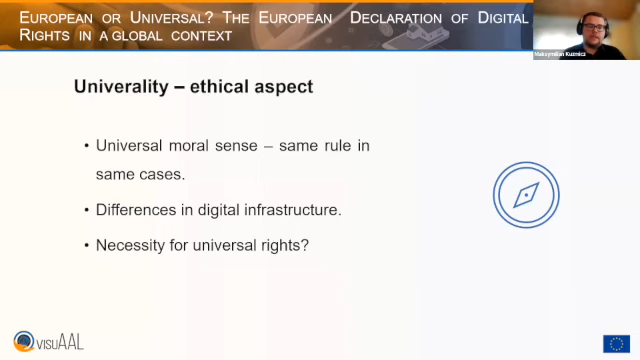 EUROPEAN OR UNIVERSAL? THE EUROPEAN DECLARATION OF DIGITAL
RIGHTS IN A GLOBAL CONTEXT
Maksymilian Kuźmicz
Univerality – ethical aspect
• Universal moral sense – same rule in
same cases.
• Differences in digital infrastructure.
• Necessity for universal rights?
visuAAL